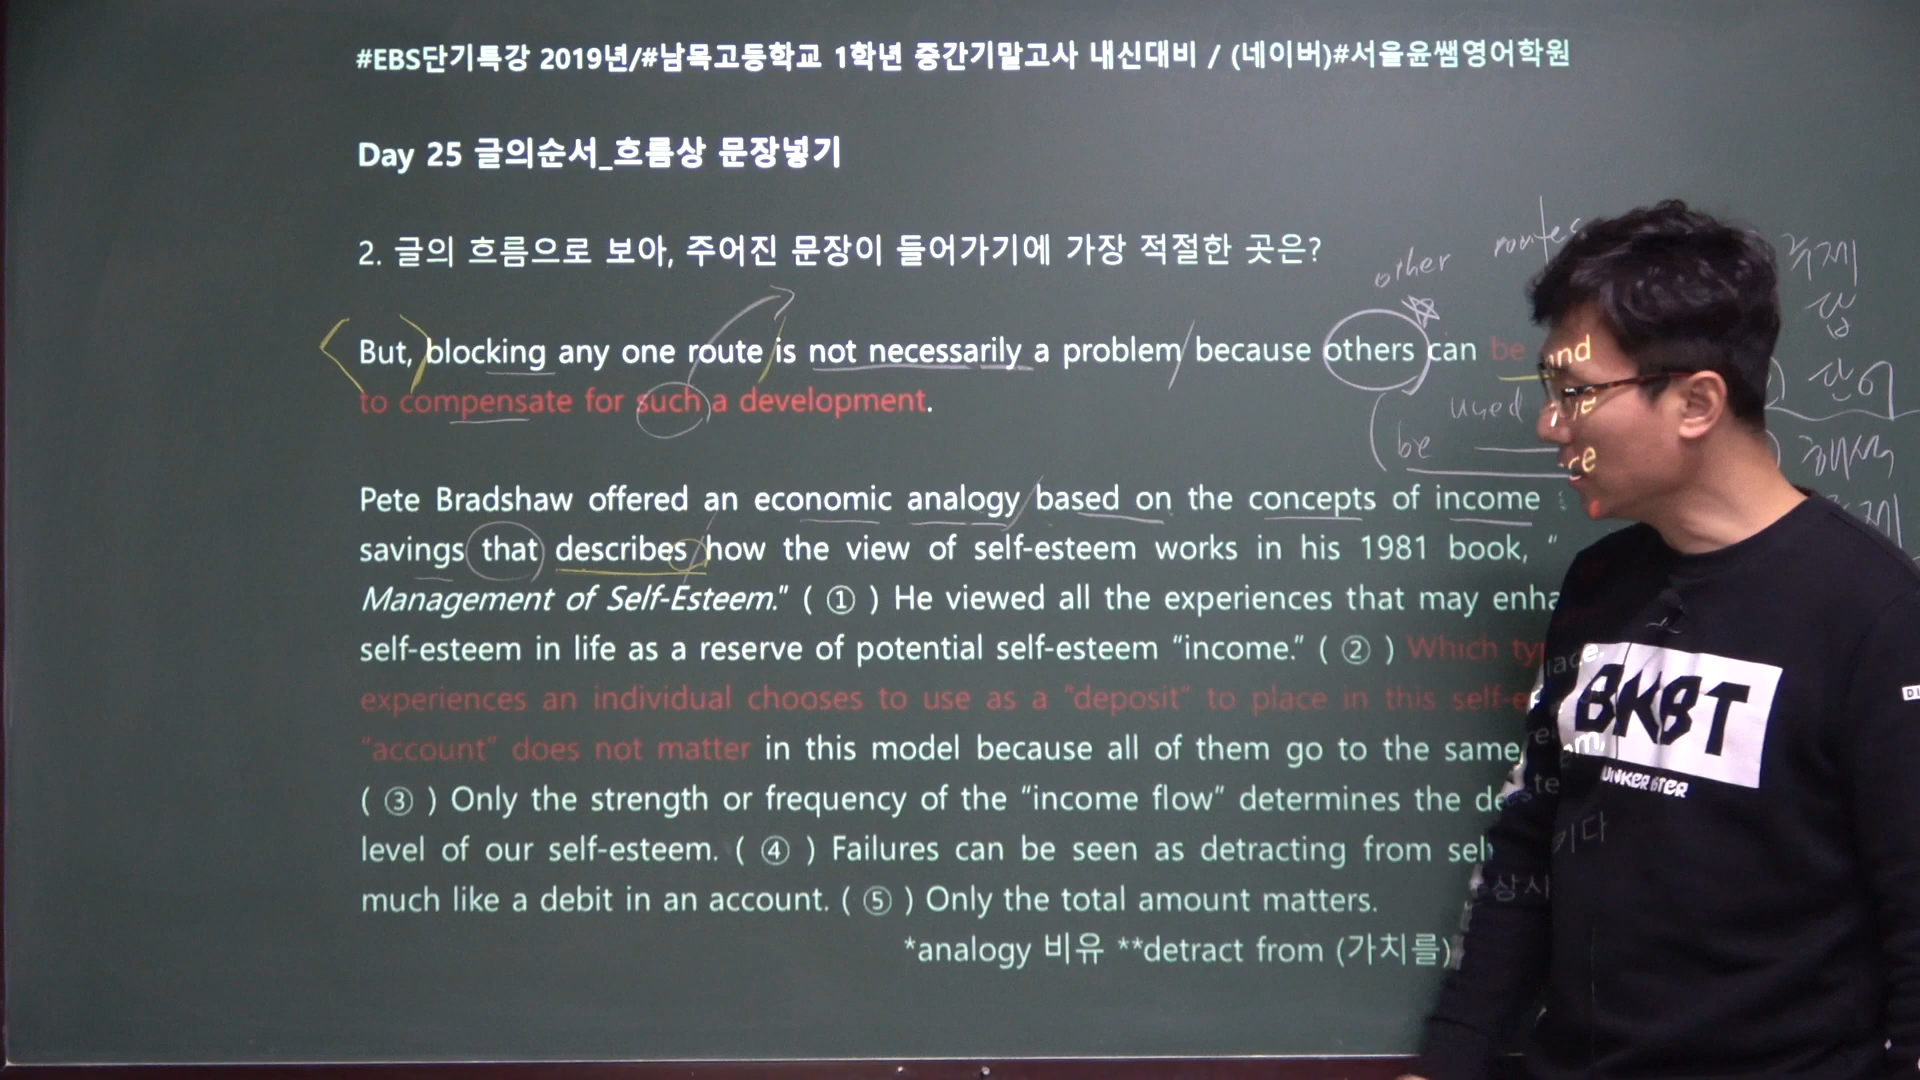 #EBS단기특강 2019년/#남목고등학교 1학년 중간기말고사 내신대비 / (네이버)#서울윤쌤영어학원
Day 25 글의순서_흐름상 문장넣기
2. 글의 흐름으로 보아, 주어진 문장이 들어가기에 가장 적절한 곳은?
other routes
주제
But, blocking any one route is not necessarily a problem because others can be
to compensate for such a development.
used
be
Pete Bradshaw offered an economic analogy based on the concepts of income
savings that describes how the view of self-esteem works in his 1981 book, "
Management of Self-Esteem." ( ① ) He viewed all the experiences that may
self-esteem in life as a reserve of potential self-esteem "income." ( ② ) Which
experiences an individual chooses to use as a "deposit" to place in this
"account" does not matter in this model because all of them go to the same
( ③ ) Only the strength or frequency of the "income flow" determines the
level of our self-esteem. ( ④ ) Failures can be seen as detracting from
much like a debit in an account. ( ⑤ ) Only the total amount matters.
*analogy 비유 **detract from (가치를)
BKBT